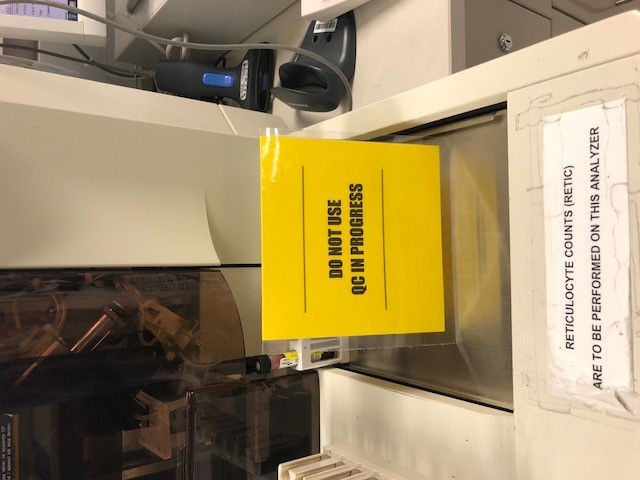 DO NOT USE
QC IN PROGRESS
RETICULOCYTE COUNTS (RETIC)
ARE TO BE PERFORMED ON THIS ANALYZER